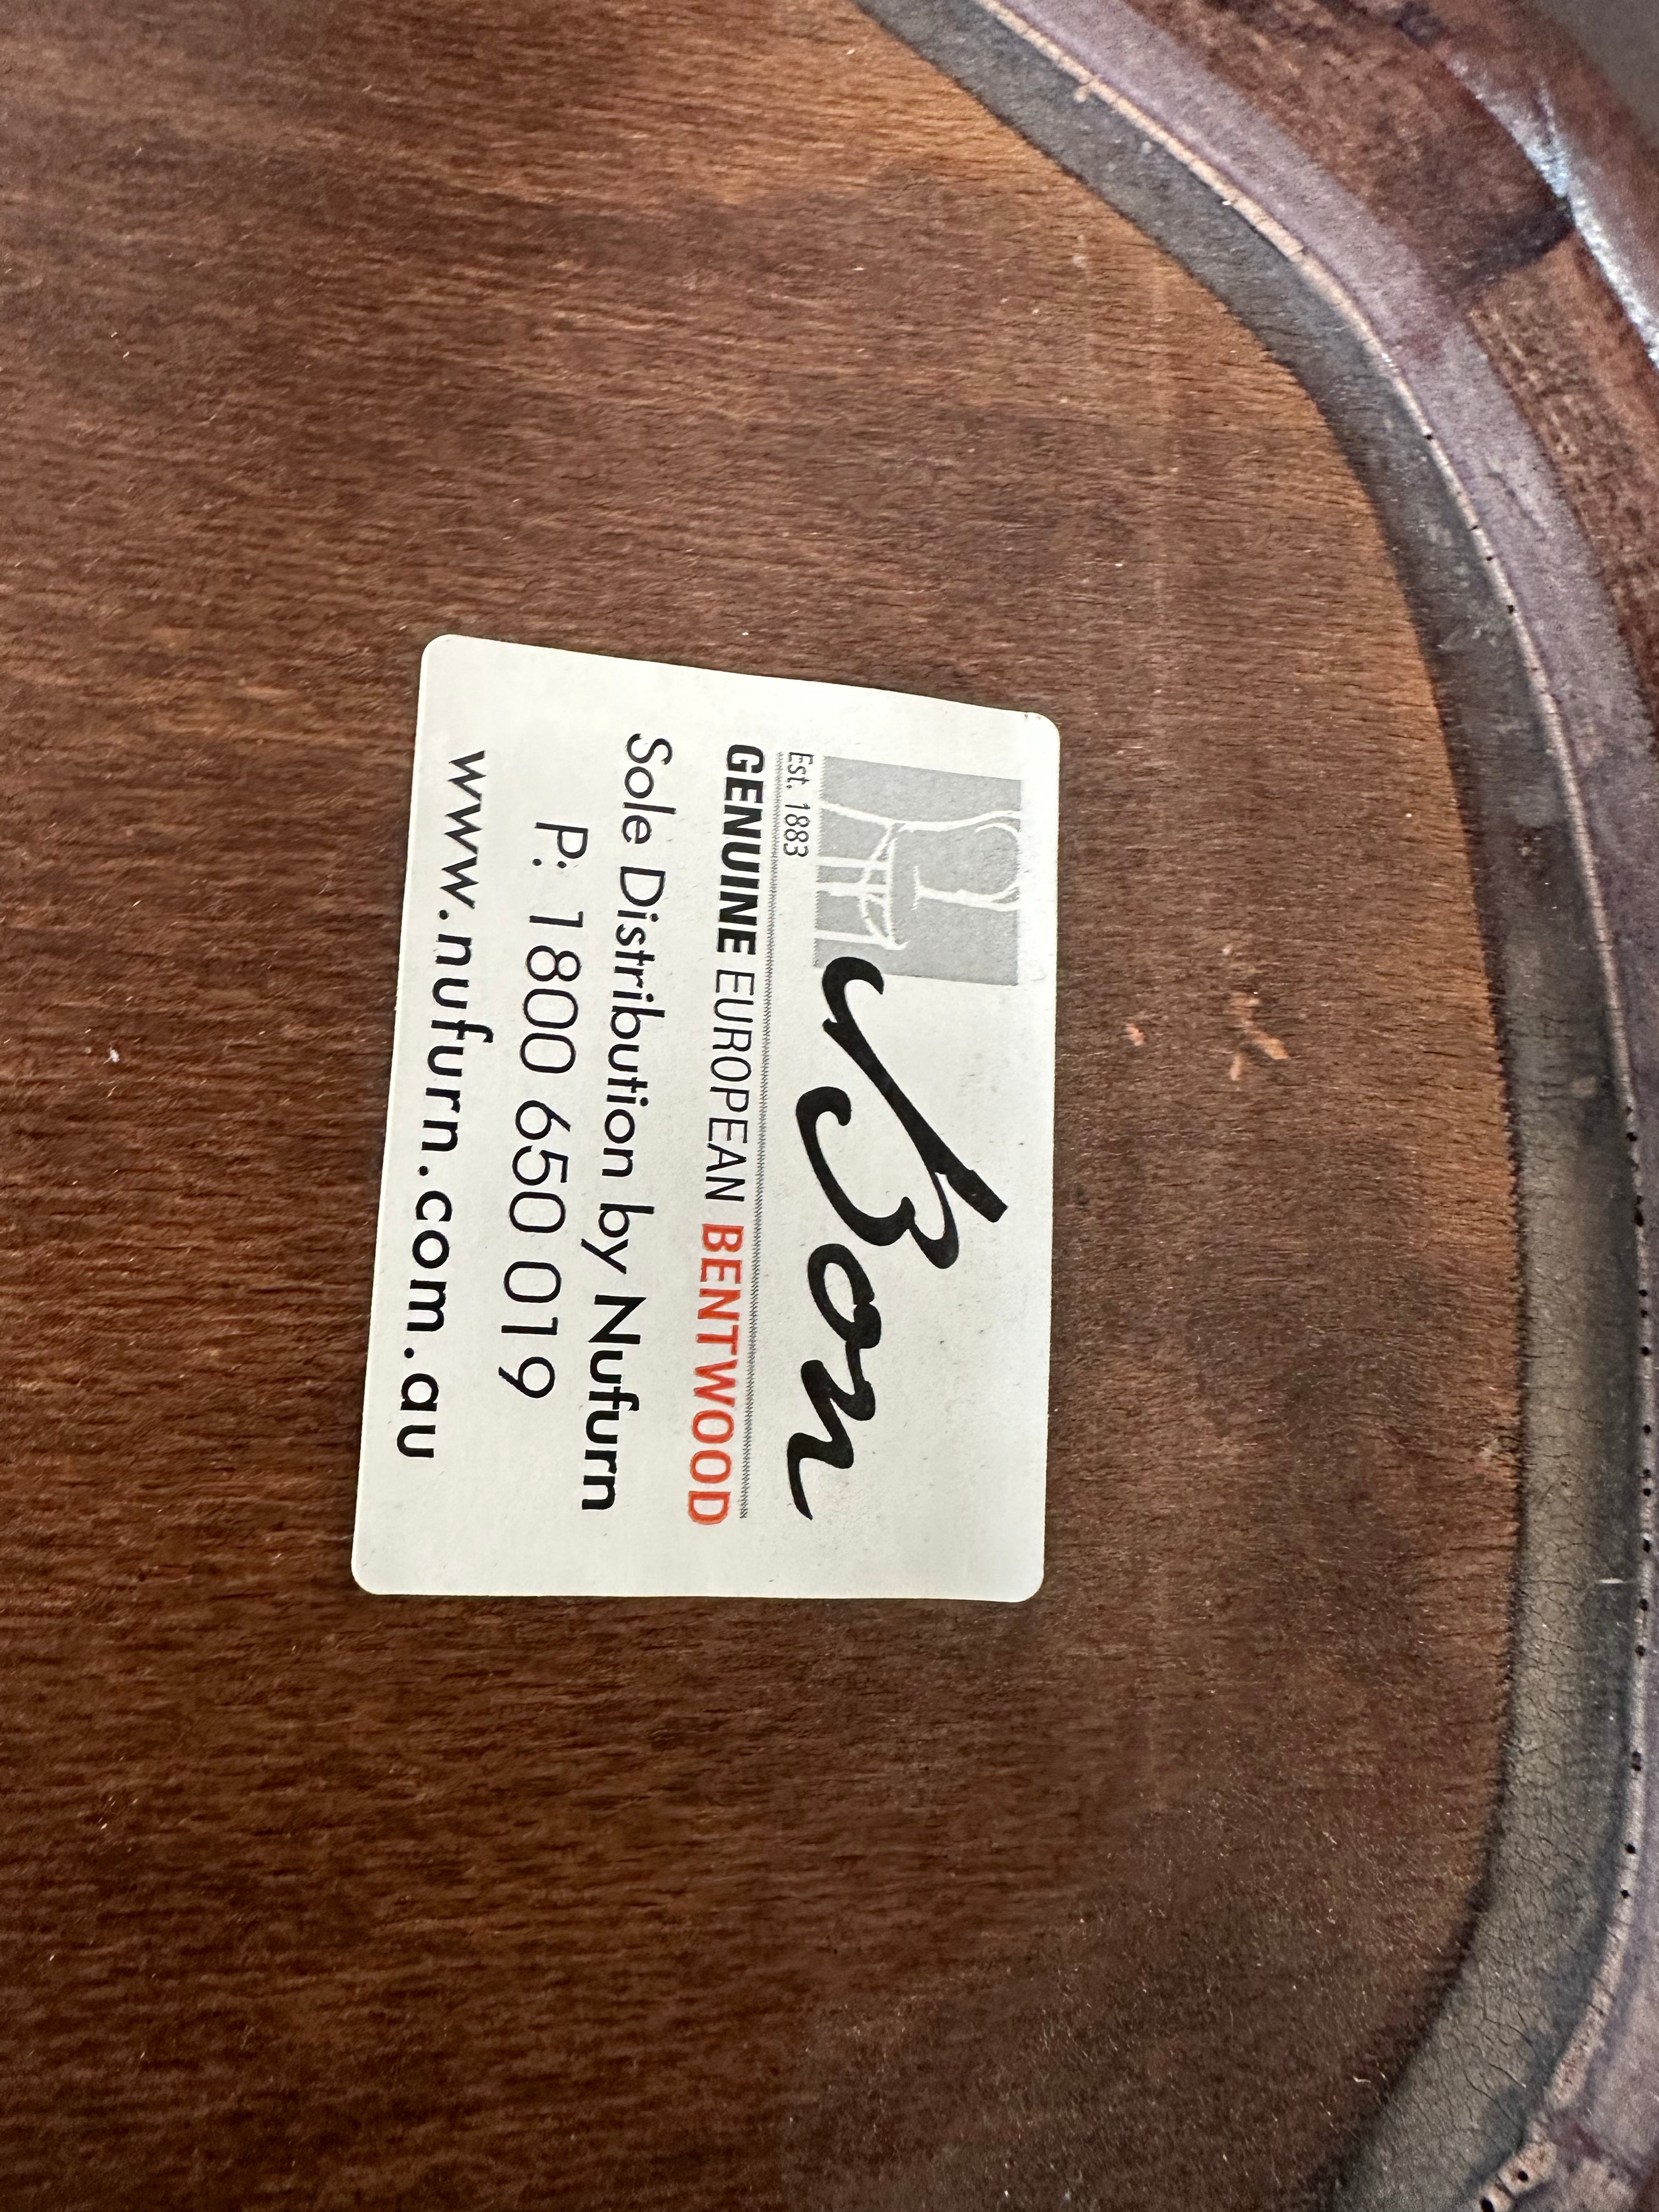 Bon
Est. 1883
GENUINE EUROPEAN BENTWOOD
Sole Distribution by Nufurn
P: 1800 650 019
www.nufurn.com.au